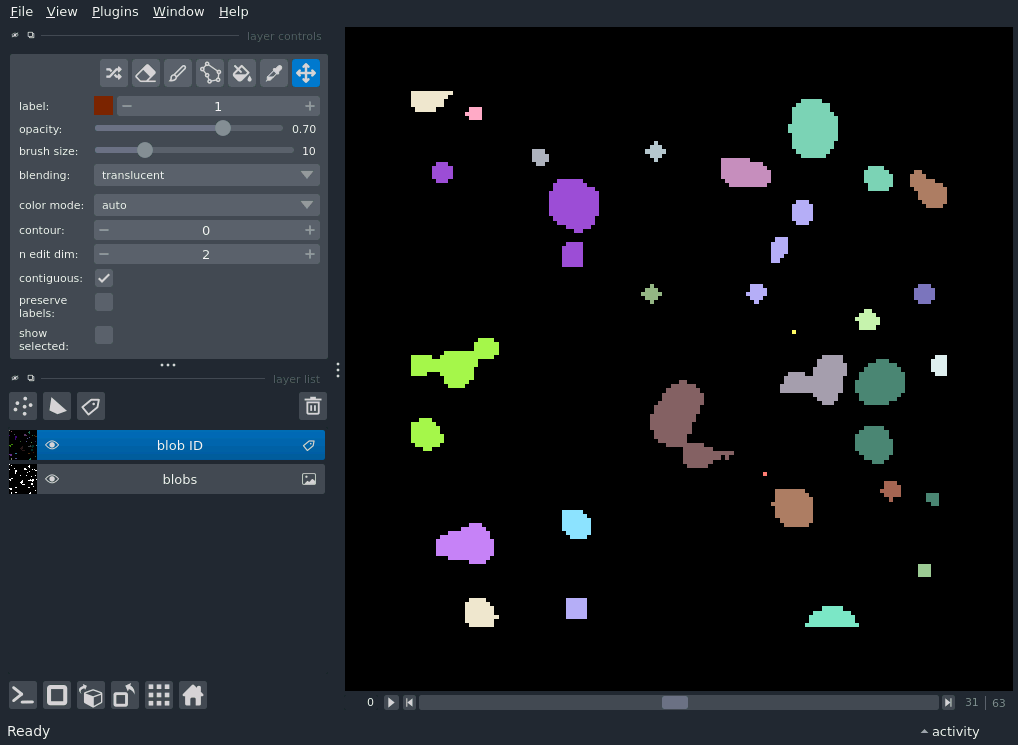 File View Plugins Window Help
layer controls
label: 1
opacity: 0.70
brush size: 10
blending: translucent
color mode: auto
contour: 0
n edit dim: 2
contiguous:
preserve
labels:
show
selected:
layer list
blob ID
blobs
0 31 | 63
Ready activity